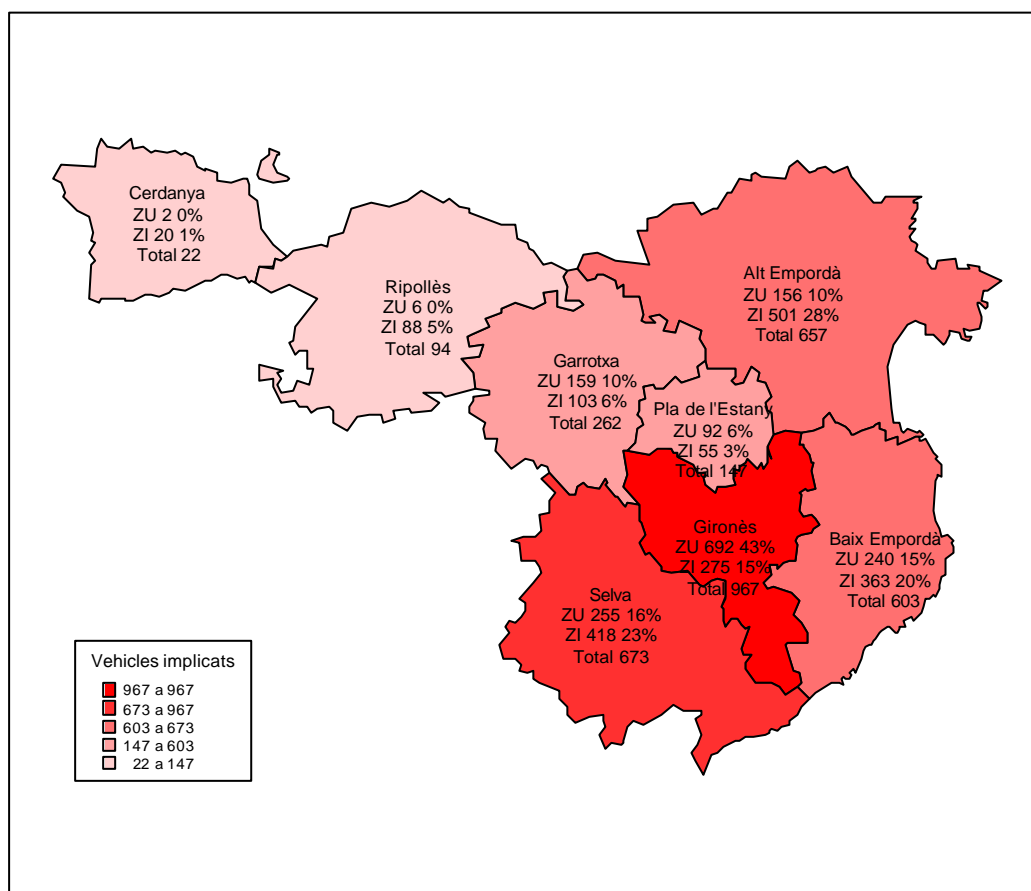 Cerdanya
ZU 2 0%
ZI 20 1%
Total 22
Ripollès
ZU 6 0%
ZI 88 5%
Total 94
Alt Empordà
ZU 156 10%
ZI 501 28%
Total 657
Garrotxa
ZU 159 10%
ZI 103 6%
Total 262
Pla de l'Estany
ZU 92 6%
ZI 55 3%
Total 147
Gironès
ZU 692 43%
ZI 275 15%
Total 967
Baix Empordà
ZU 240 15%
ZI 363 20%
Total 603
Selva
ZU 255 16%
ZI 418 23%
Total 673
Vehicles implicats
967 a 967
673 a 967
603 a 673
147 a 603
22 a 147